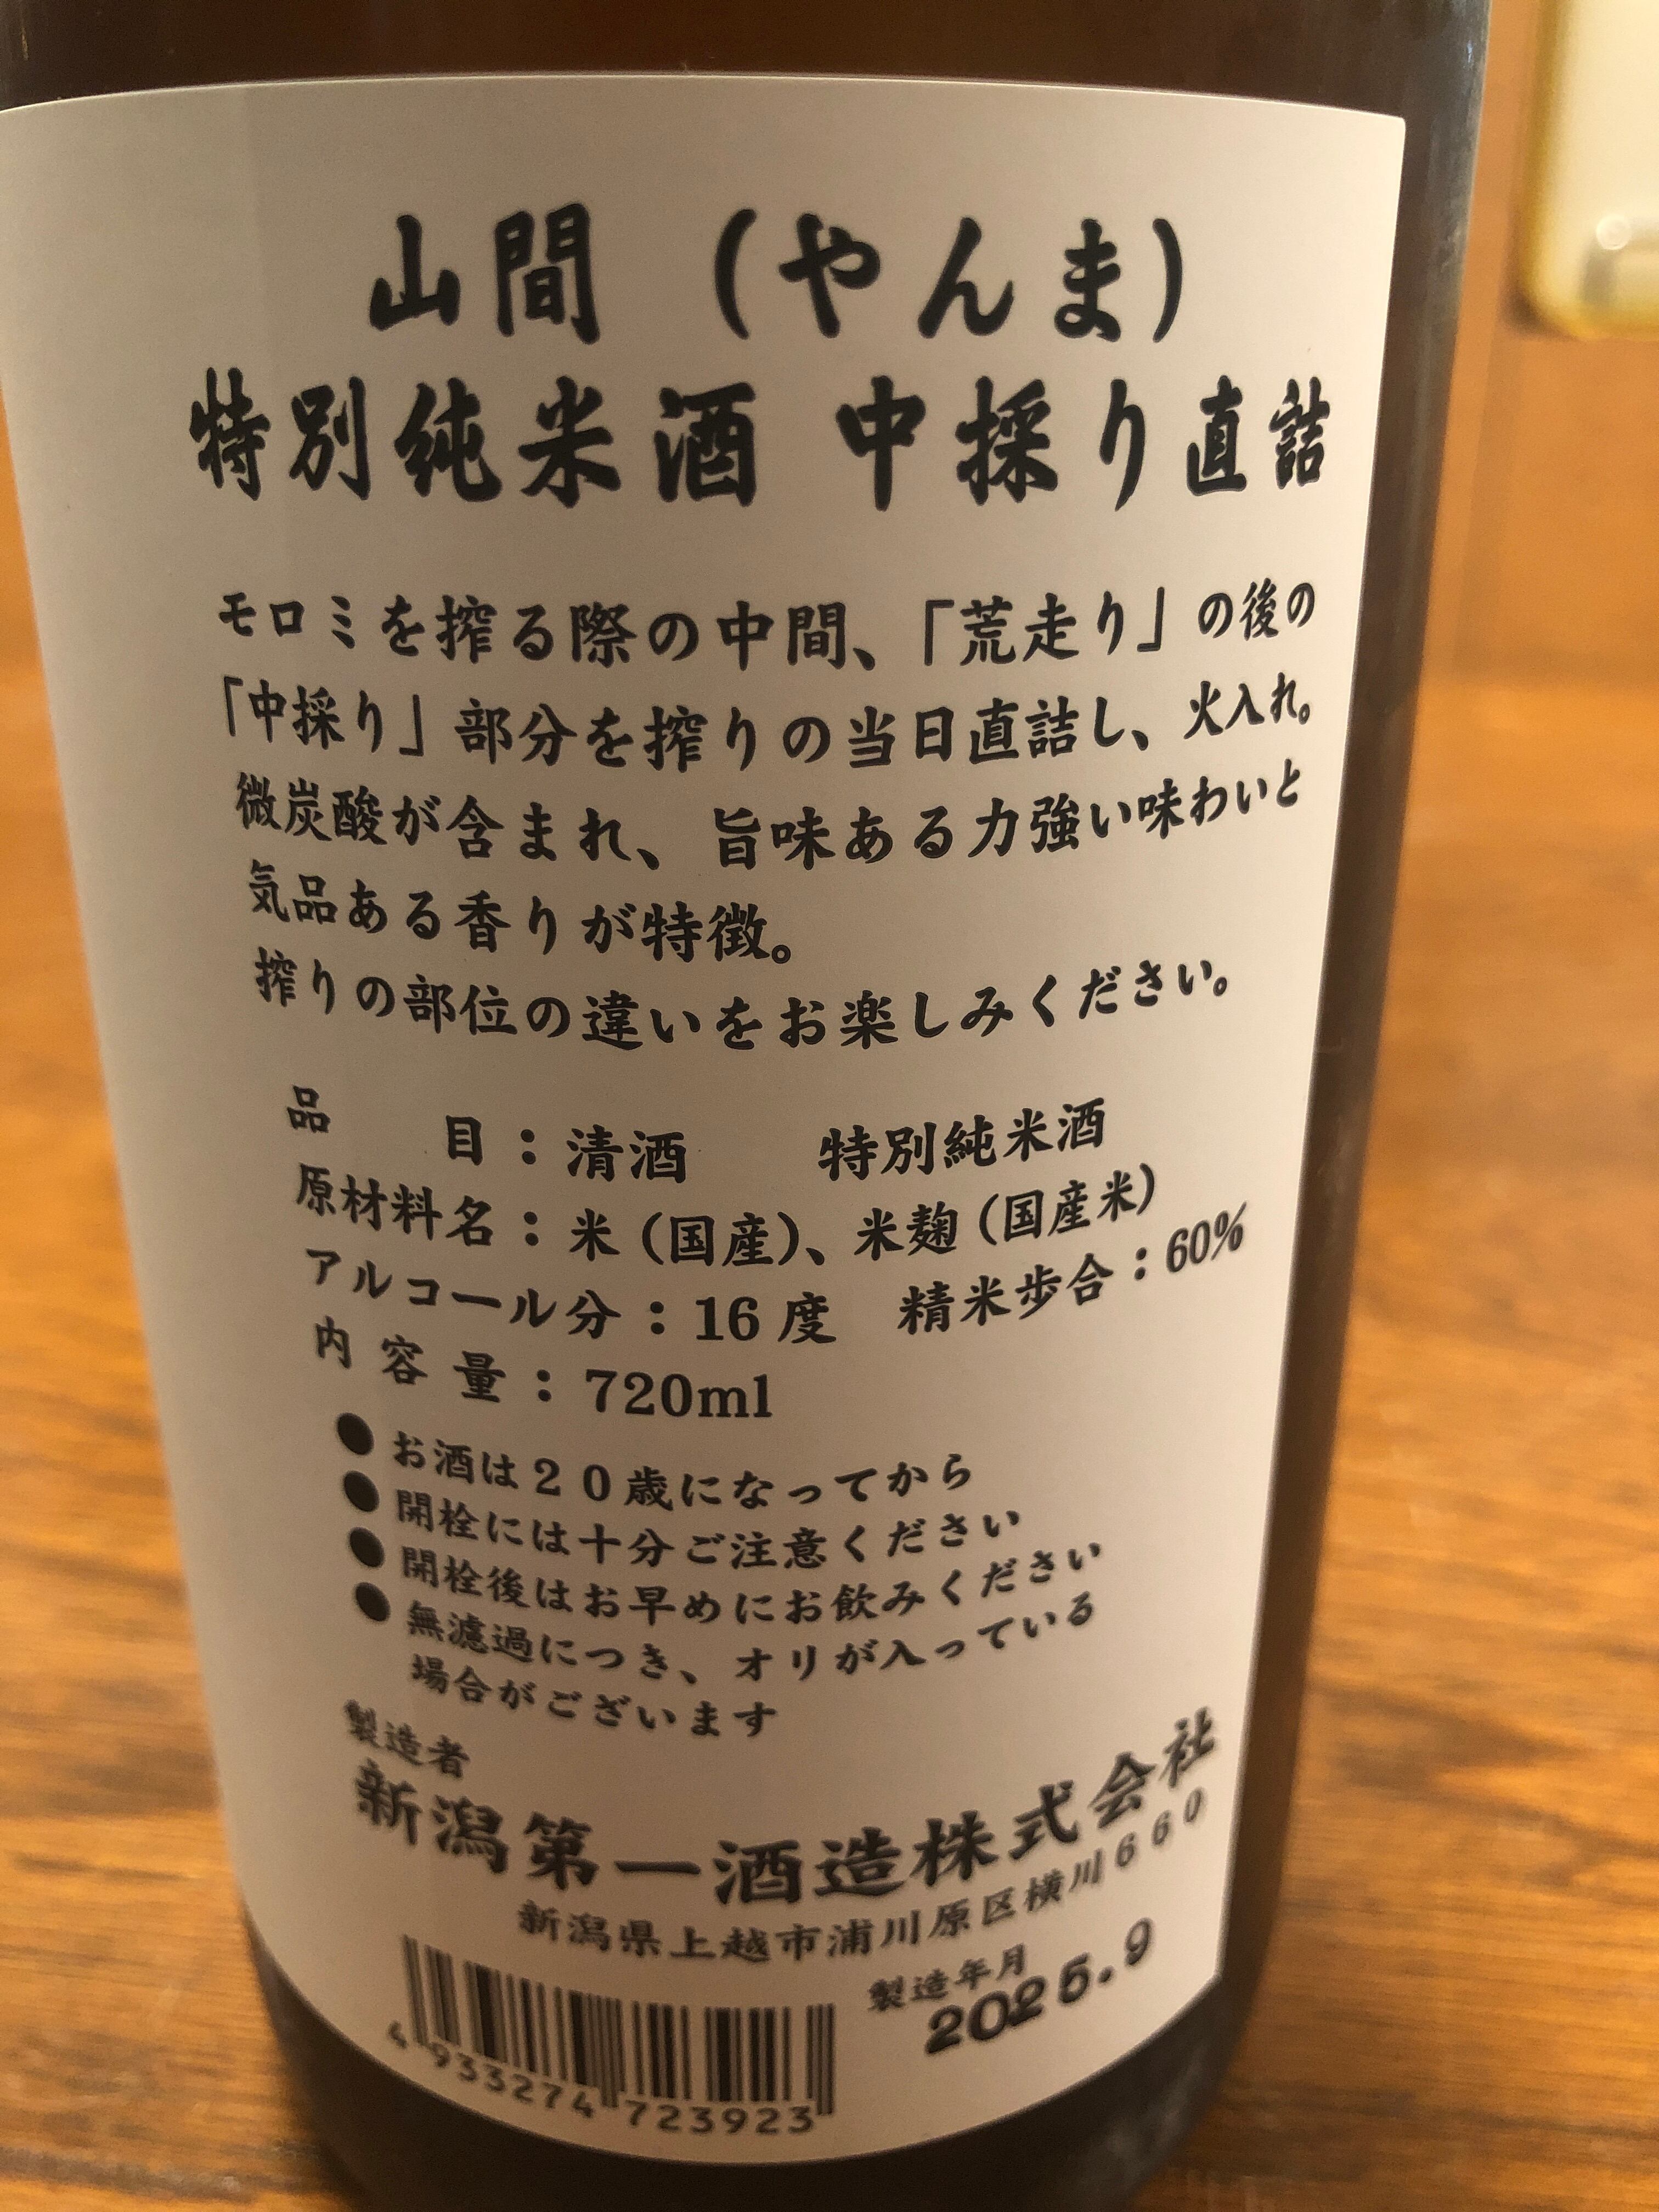 山間（やんま）
特別純米酒 中採り直詰
モロミを搾る際の中間、「荒走り」の後の
「中採り」部分を搾りの当日直詰し、火入れ。
微炭酸が含まれ、旨味ある力強い味わいと
気品ある香りが特徴。
搾りの部位の違いをお楽しみください。
品 目：清酒 特別純米酒
原材料名：米（国産）、米麹（国産米）
アルコール分：16度 精米歩合：60%
内容量：720ml
●お酒は２０歳になってから
●開栓には十分ご注意ください
●開栓後はお早めにお飲みください
●無濾過につき、オリが入っている
場合がございます
製造者
新潟第一酒造株式会社
新潟県上越市浦川原区横川６６０
製造年月
2025.9
4 933274 723923